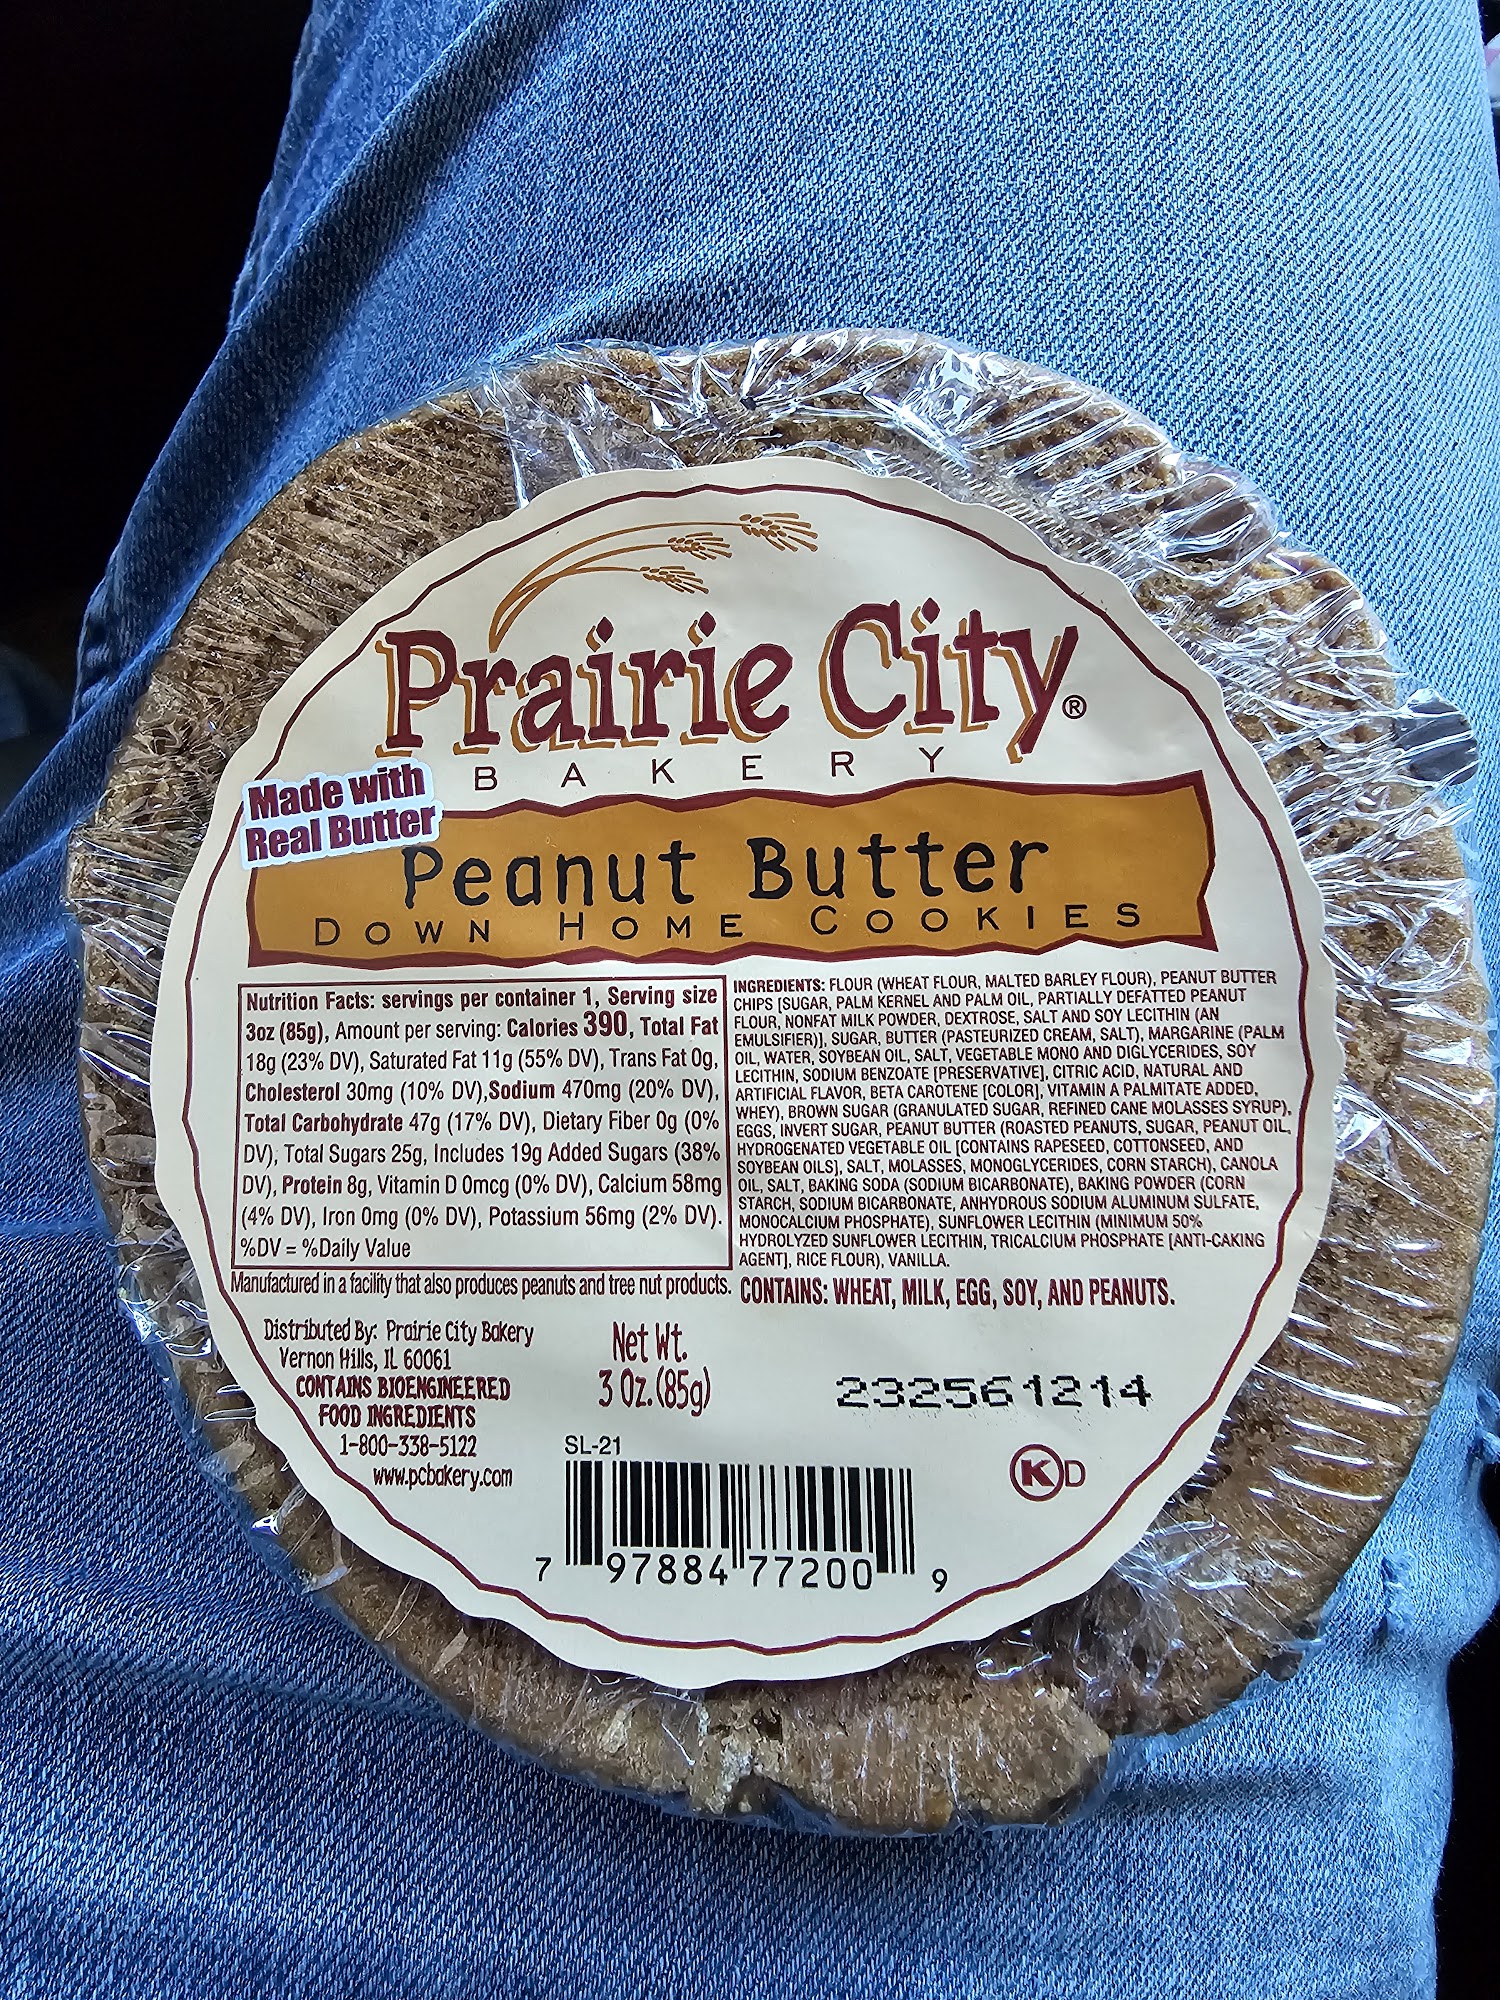 Prairie City®
BAKERY
Made with
Real Butter
Peanut Butter
DOWN HOME COOKIES
Nutrition Facts: servings per container 1, Serving size
3oz (85g), Amount per serving: Calories 390, Total Fat
18g (23% DV), Saturated Fat 11g (55% DV), Trans Fat 0g,
Cholesterol 30mg (10% DV),Sodium 470mg (20% DV),
Total Carbohydrate 47g (17% DV), Dietary Fiber 0g (0%
DV), Total Sugars 25g, Includes 19g Added Sugars (38%
DV), Protein 8g, Vitamin D 0mcg (0% DV), Calcium 58mg
(4% DV), Iron 0mg (0% DV), Potassium 56mg (2% DV).
%DV = %Daily Value
Manufactured in a facility that also produces peanuts and tree nut products.
INGREDIENTS: FLOUR (WHEAT FLOUR, MALTED BARLEY FLOUR), PEANUT BUTTER
CHIPS [SUGAR, PALM KERNEL AND PALM OIL, PARTIALLY DEFATTED PEANUT
FLOUR, NONFAT MILK POWDER, DEXTROSE, SALT AND SOY LECITHIN (AN
EMULSIFIER)], SUGAR, BUTTER (PASTEURIZED CREAM, SALT), MARGARINE (PALM
OIL, WATER, SOYBEAN OIL, SALT, VEGETABLE MONO AND DIGLYCERIDES, SOY
LECITHIN, SODIUM BENZOATE [PRESERVATIVE], CITRIC ACID, NATURAL AND
ARTIFICIAL FLAVOR, BETA CAROTENE [COLOR], VITAMIN A PALMITATE ADDED,
WHEY), BROWN SUGAR (GRANULATED SUGAR, REFINED CANE MOLASSES SYRUP),
EGGS, INVERT SUGAR, PEANUT BUTTER (ROASTED PEANUTS, SUGAR, PEANUT OIL,
HYDROGENATED VEGETABLE OIL [CONTAINS RAPESEED, COTTONSEED, AND
SOYBEAN OILS], SALT, MOLASSES, MONOGLYCERIDES, CORN STARCH), CANOLA
OIL, SALT, BAKING SODA (SODIUM BICARBONATE), BAKING POWDER (CORN
STARCH, SODIUM BICARBONATE, ANHYDROUS SODIUM ALUMINUM SULFATE,
MONOCALCIUM PHOSPHATE), SUNFLOWER LECITHIN (MINIMUM 50%
HYDROLYZED SUNFLOWER LECITHIN, TRICALCIUM PHOSPHATE [ANTI-CAKING
AGENT], RICE FLOUR), VANILLA.
CONTAINS: WHEAT, MILK, EGG, SOY, AND PEANUTS.
Distributed By: Prairie City Bakery
Vernon Hills, IL 60061
CONTAINS BIOENGINEERED
FOOD INGREDIENTS
1-800-338-5122
www.pcbakery.com
Net Wt.
3 Oz.(85g)
232561214
SL-21
7 97884 77200 9
K D